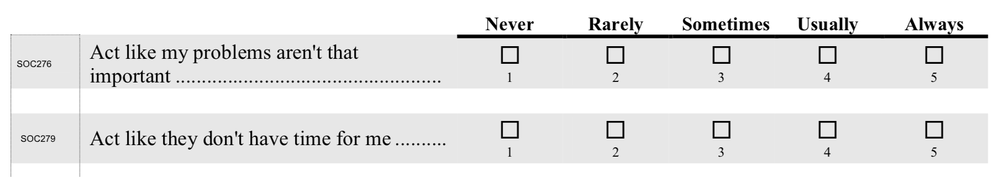 Never Rarely Sometimes Usually Always
SOC276 Act like my problems aren't that
important ................................................... □ □ □ □ □
1 2 3 4 5
SOC279 Act like they don't have time for me .......... □ □ □ □ □
1 2 3 4 5